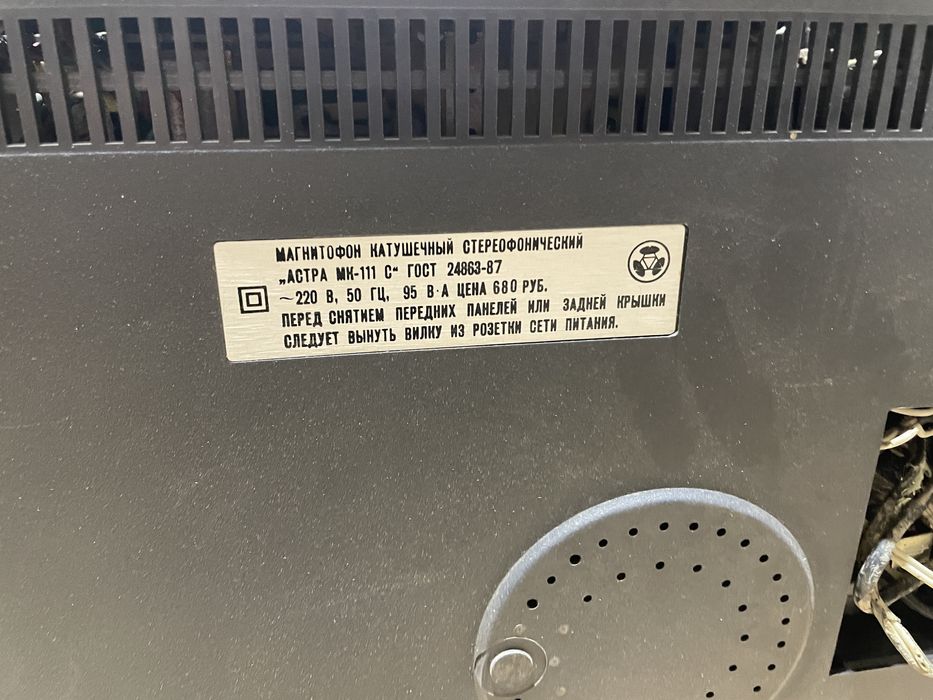 МАГНИТОФОН КАТУШЕЧНЫЙ СТЕРЕОФОНИЧЕСКИЙ
„АСТРА МК-111 С“ ГОСТ 24863-87
~220 В, 50 ГЦ, 95 В·А ЦЕНА 680 РУБ.
ПЕРЕД СНЯТИЕМ ПЕРЕДНИХ ПАНЕЛЕЙ ИЛИ ЗАДНЕЙ КРЫШКИ
СЛЕДУЕТ ВЫНУТЬ ВИЛКУ ИЗ РОЗЕТКИ СЕТИ ПИТАНИЯ.